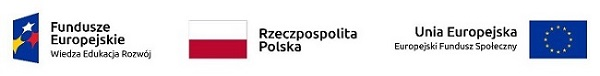 Fundusze
Europejskie
Wiedza Edukacja Rozwój
Rzeczpospolita
Polska
Unia Europejska
Europejski Fundusz Społeczny